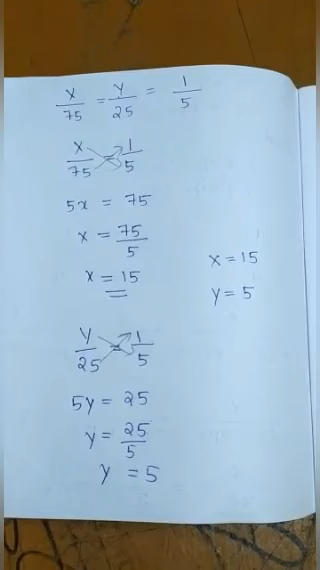 x/75 = y/25 = 1/5
x/75 = 1/5
5x = 75
x = 75/5
x = 15
x = 15
y = 5
y/25 = 1/5
5y = 25
y = 25/5
y = 5